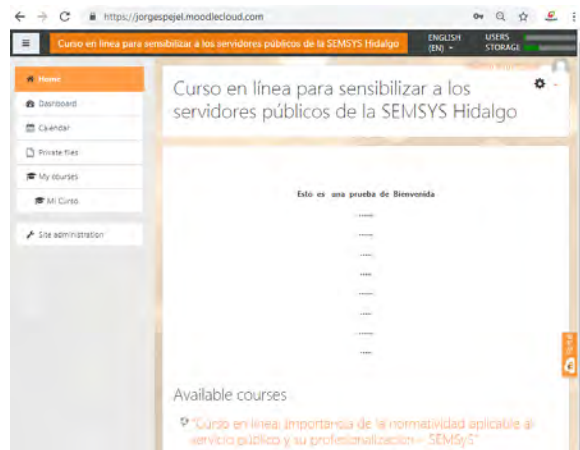 https://jorgespejel.moodlecloud.com
Curso en línea para sensibilizar a los servidores públicos de la SEMSYS Hidalgo
ENGLISH
(EN)
USERS
STORAGE
Home
Dashboard
Calendar
Private files
My courses
Mi Curso
Site administration
Curso en línea para sensibilizar a los
servidores públicos de la SEMSYS Hidalgo
Esto es una prueba de Bienvenida
.....
.....
.....
.....
.....
.....
.....
.....
Available courses
"Curso en línea: Importancia de la normatividad aplicable al
servicio público y su profesionalización - SEMSyS"